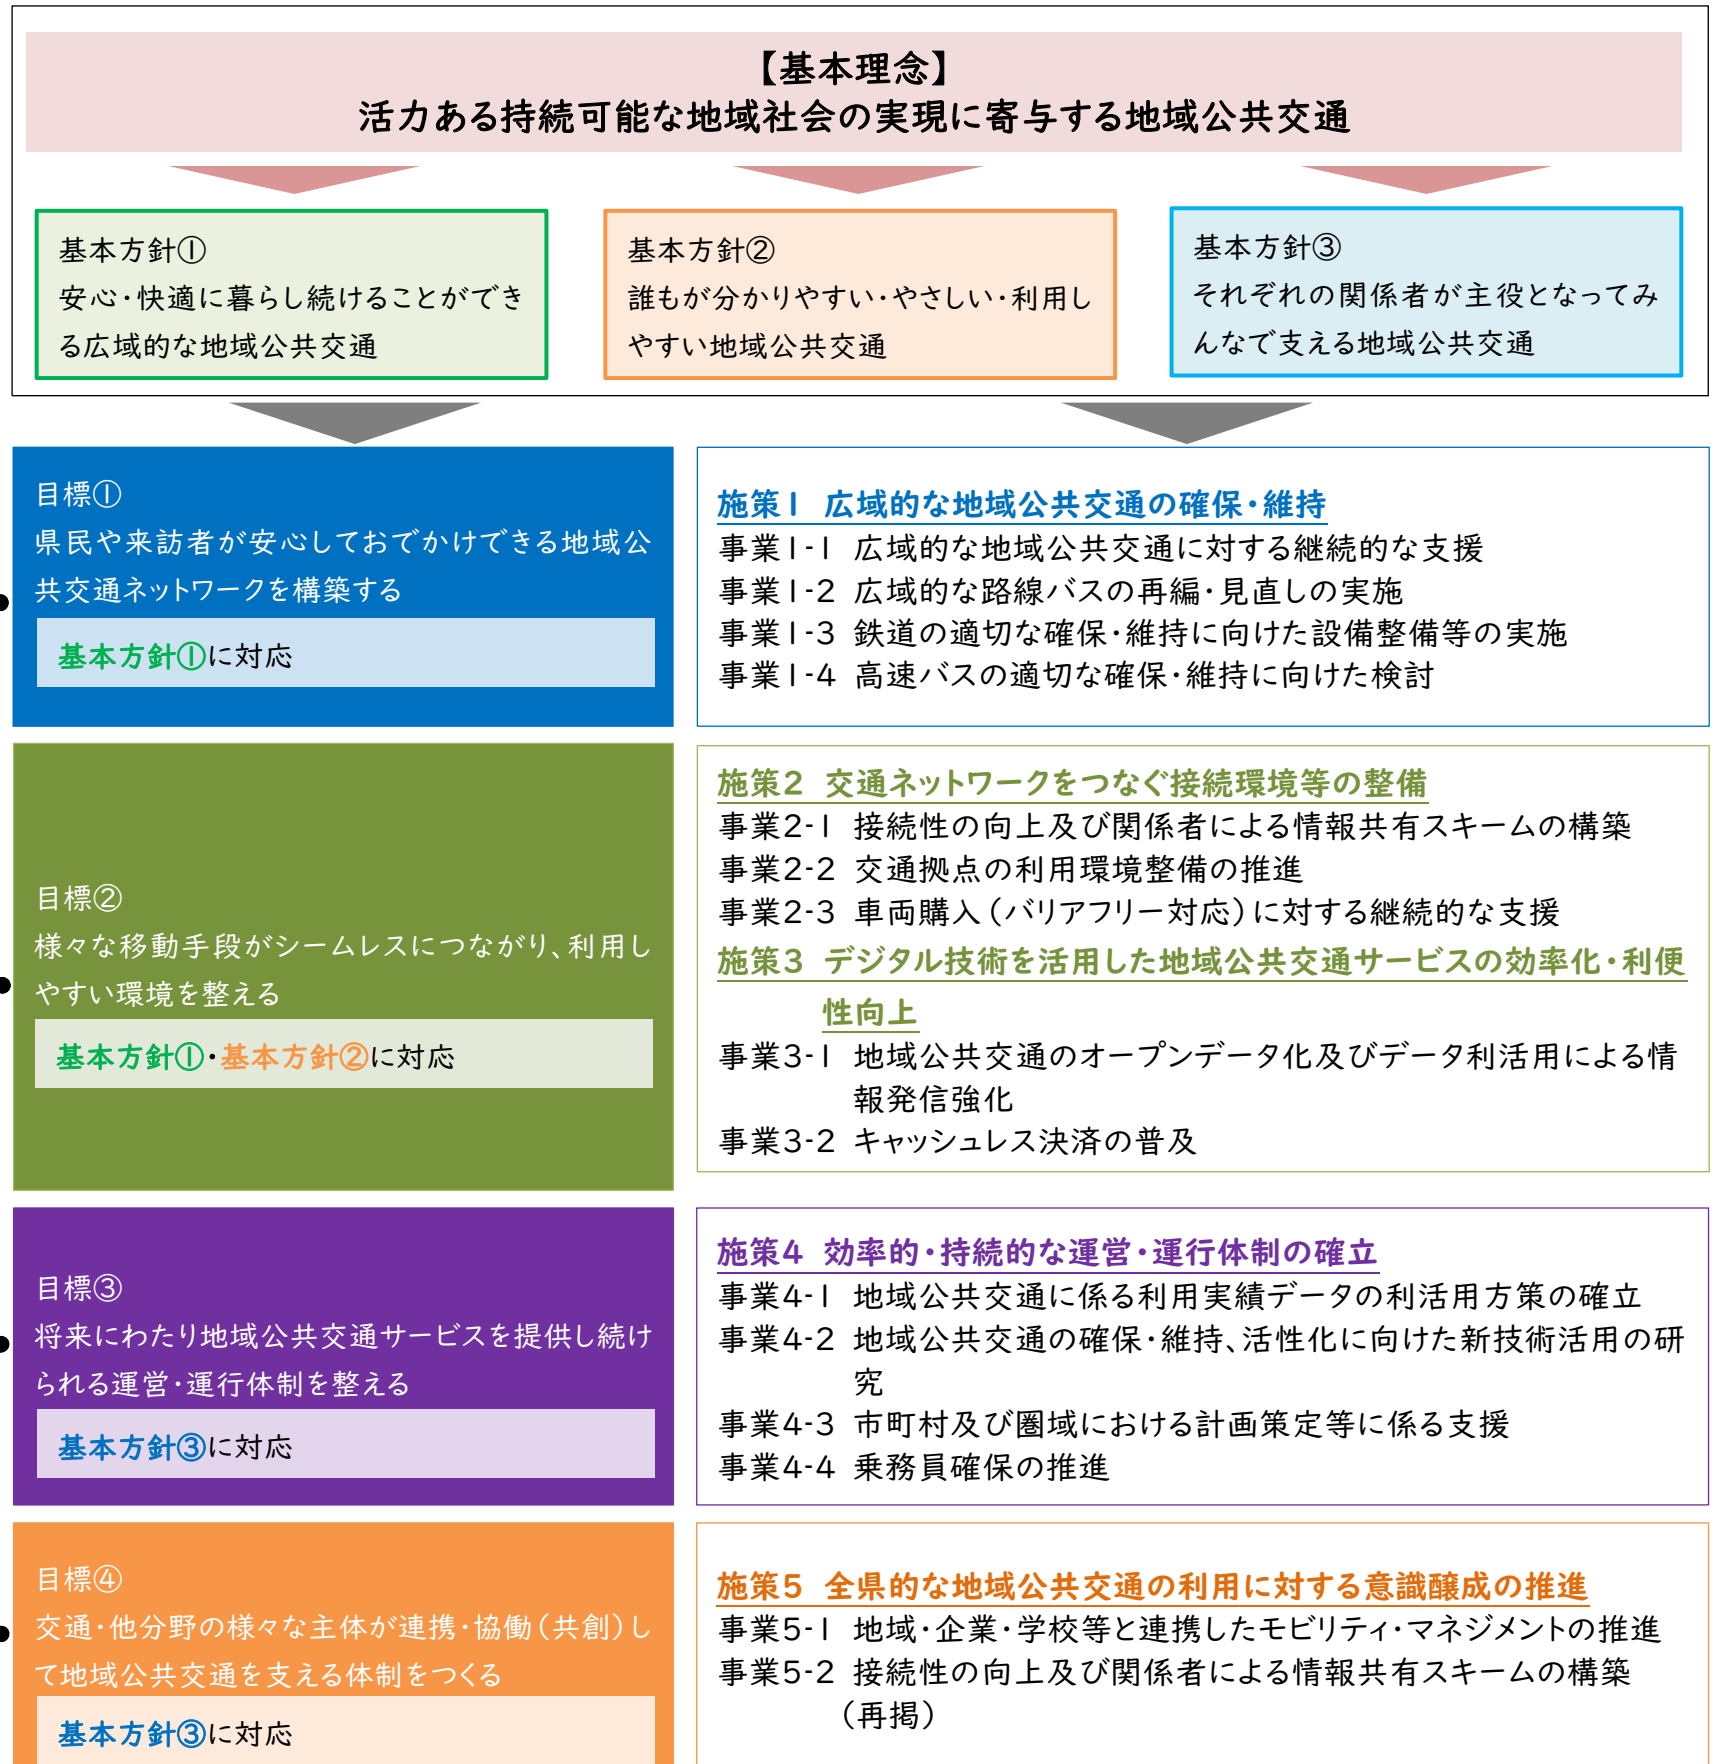 【基本理念】
活力ある持続可能な地域社会の実現に寄与する地域公共交通
基本方針①
安心・快適に暮らし続けることができ
る広域的な地域公共交通
基本方針②
誰もが分かりやすい・やさしい・利用し
やすい地域公共交通
基本方針③
それぞれの関係者が主役となってみ
んなで支える地域公共交通
目標①
県民や来訪者が安心しておでかけできる地域公
共交通ネットワークを構築する
基本方針①に対応
施策1 広域的な地域公共交通の確保・維持
事業1-1 広域的な地域公共交通に対する継続的な支援
事業1-2 広域的な路線バスの再編・見直しの実施
事業1-3 鉄道の適切な確保・維持に向けた設備整備等の実施
事業1-4 高速バスの適切な確保・維持に向けた検討
目標②
様々な移動手段がシームレスにつながり、利用し
やすい環境を整える
基本方針①・基本方針②に対応
施策2 交通ネットワークをつなぐ接続環境等の整備
事業2-1 接続性の向上及び関係者による情報共有スキームの構築
事業2-2 交通拠点の利用環境整備の推進
事業2-3 車両購入（バリアフリー対応）に対する継続的な支援
施策3 デジタル技術を活用した地域公共交通サービスの効率化・利便
性向上
事業3-1 地域公共交通のオープンデータ化及びデータ利活用による情
報発信強化
事業3-2 キャッシュレス決済の普及
目標③
将来にわたり地域公共交通サービスを提供し続け
られる運営・運行体制を整える
基本方針③に対応
施策4 効率的・持続的な運営・運行体制の確立
事業4-1 地域公共交通に係る利用実績データの利活用方策の確立
事業4-2 地域公共交通の確保・維持、活性化に向けた新技術活用の研
究
事業4-3 市町村及び圏域における計画策定等に係る支援
事業4-4 乗務員確保の推進
目標④
交通・他分野の様々な主体が連携・協働（共創）し
て地域公共交通を支える体制をつくる
基本方針③に対応
施策5 全県的な地域公共交通の利用に対する意識醸成の推進
事業5-1 地域・企業・学校等と連携したモビリティ・マネジメントの推進
事業5-2 接続性の向上及び関係者による情報共有スキームの構築
（再掲）